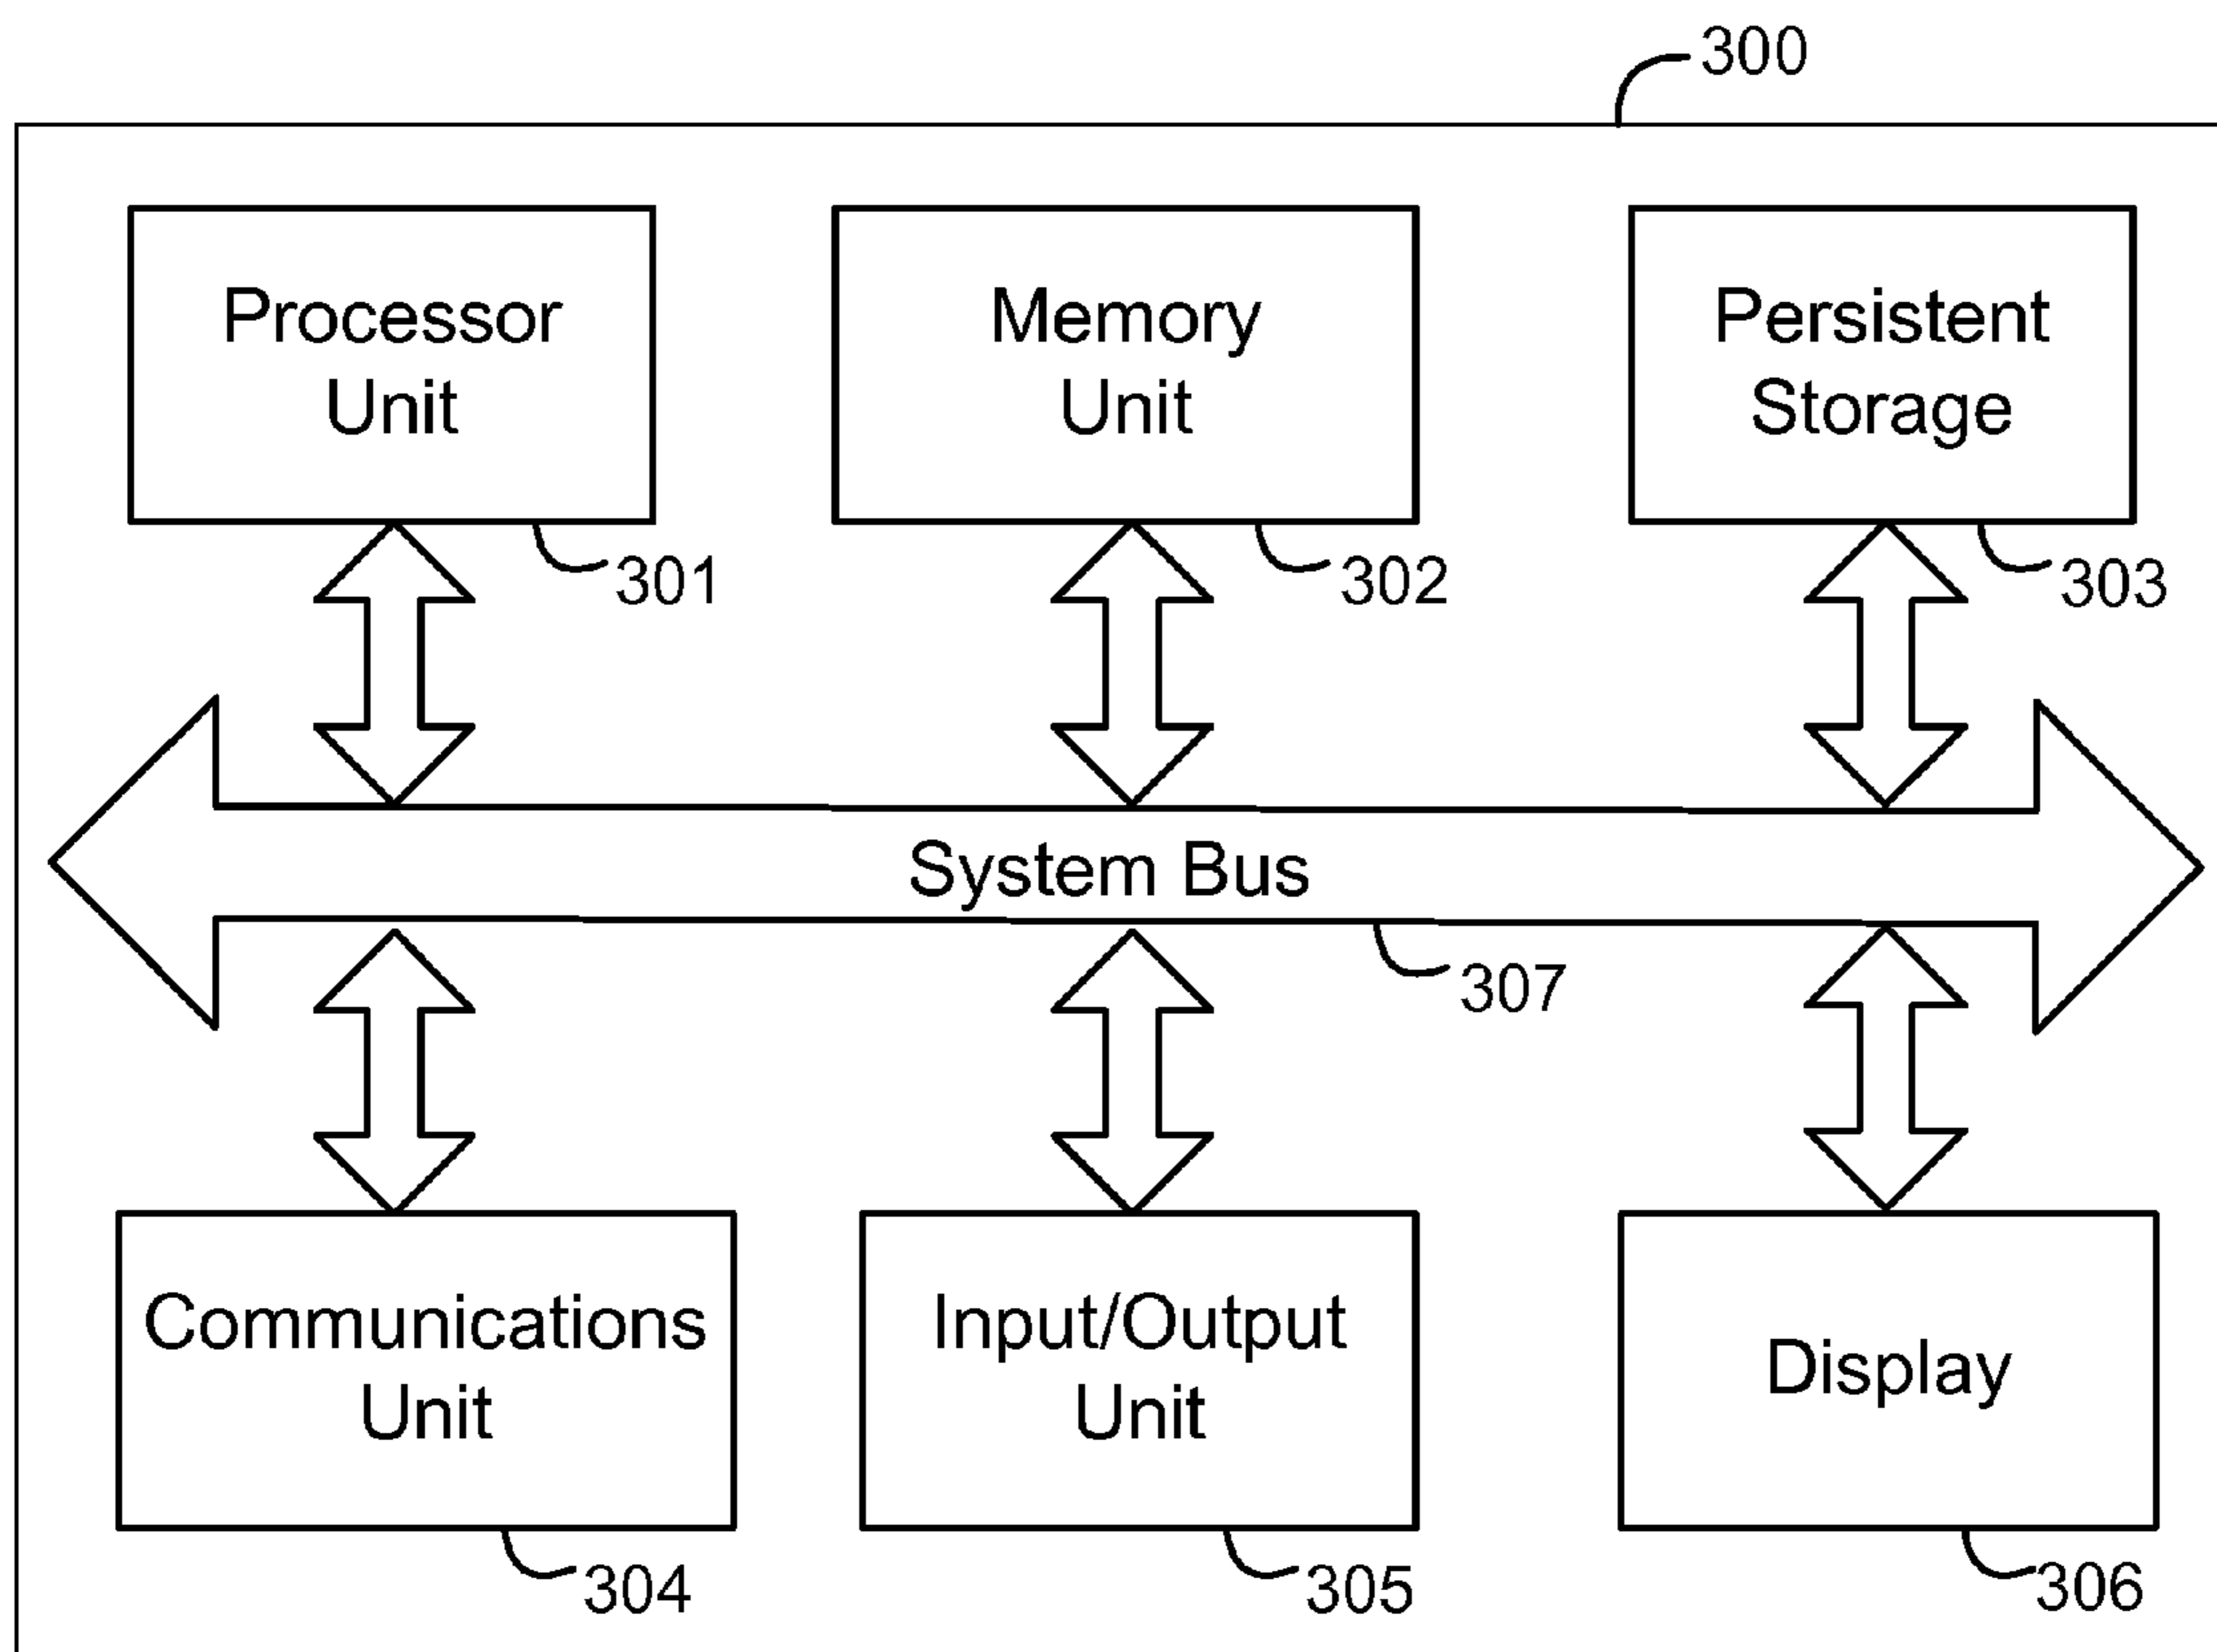 300
Processor
Unit
301
Memory
Unit
302
Persistent
Storage
303
System Bus
307
Communications
Unit
304
Input/Output
Unit
305
Display
306